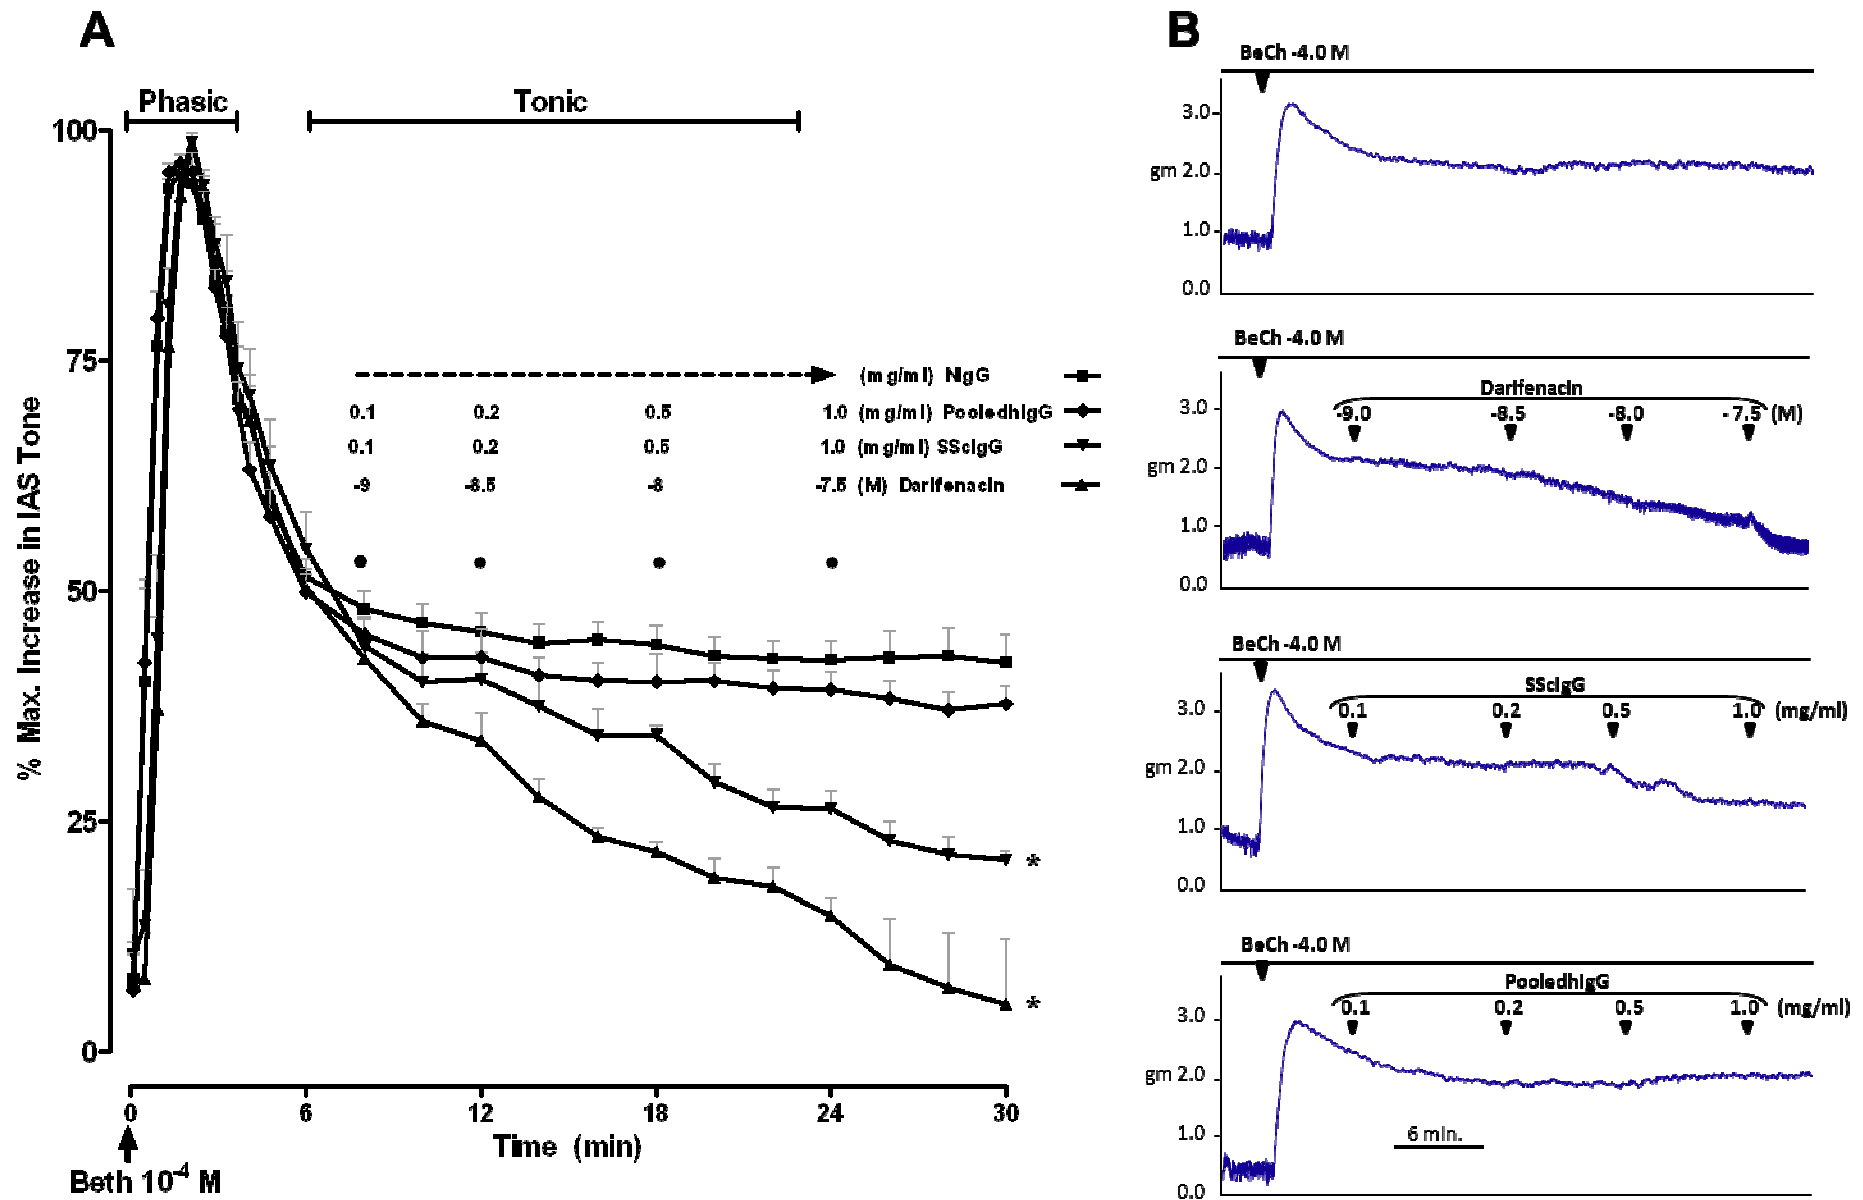 A
Phasic
Tonic
100
75
50
25
0
% Max. Increase in IAS Tone
(mg/ml) NIgG
0.1 0.2 0.5 1.0 (mg/ml) PooledhIgG
0.1 0.2 0.5 1.0 (mg/ml) SScIgG
-9 -8.5 -8 -7.5 (M) Darifenacin
*
*
0 6 12 18 24 30
Time (min)
Beth 10⁻⁴ M
B
BeCh -4.0 M
3.0
gm 2.0
1.0
0.0
BeCh -4.0 M
Darifenacin
-9.0 -8.5 -8.0 -7.5 (M)
3.0
gm 2.0
1.0
0.0
BeCh -4.0 M
SScIgG
0.1 0.2 0.5 1.0 (mg/ml)
3.0
gm 2.0
1.0
0.0
BeCh -4.0 M
PooledhIgG
0.1 0.2 0.5 1.0 (mg/ml)
3.0
gm 2.0
1.0
0.0
6 min.